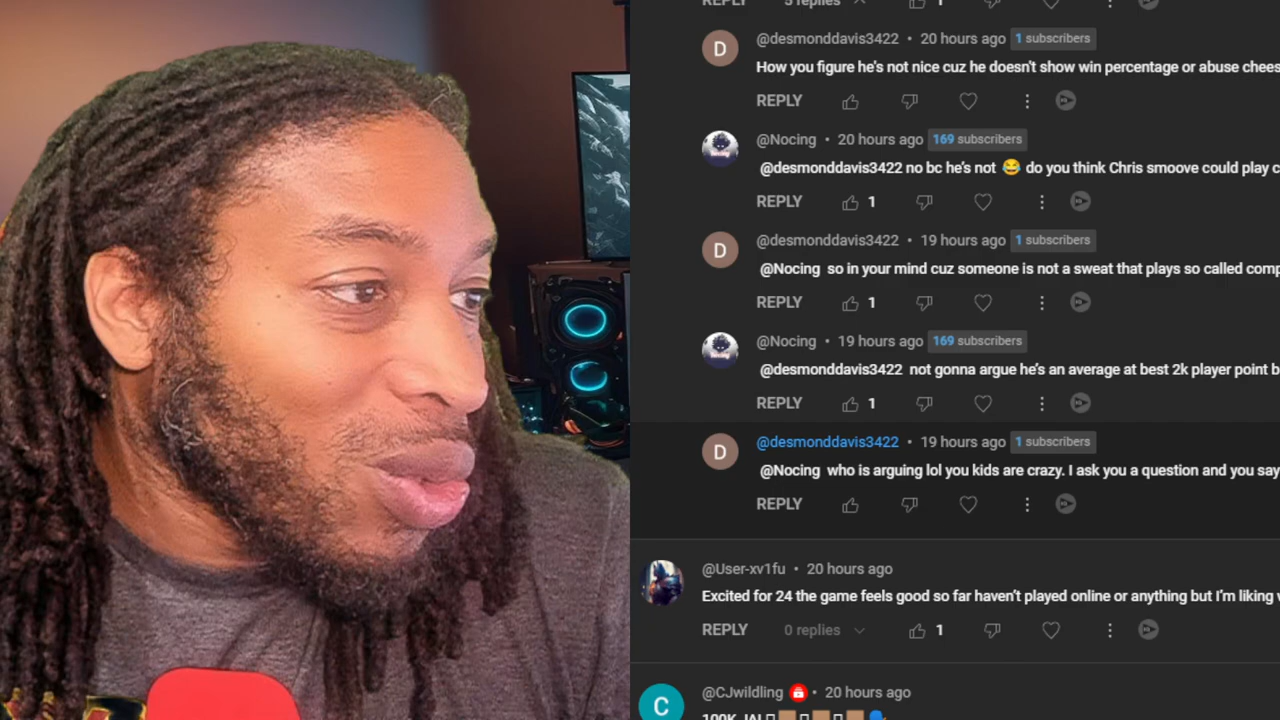 REPLY 5 replies 1
D @desmonddavis3422 • 20 hours ago 1 subscribers
How you figure he's not nice cuz he doesn't show win percentage or abuse chees
REPLY
@Nocing • 20 hours ago 169 subscribers
@desmonddavis3422 no bc he's not 😂 do you think Chris smoove could play c
REPLY 1
D @desmonddavis3422 • 19 hours ago 1 subscribers
@Nocing so in your mind cuz someone is not a sweat that plays so called comp
REPLY 1
@Nocing • 19 hours ago 169 subscribers
@desmonddavis3422 not gonna argue he's an average at best 2k player point b
REPLY 1
D @desmonddavis3422 • 19 hours ago 1 subscribers
@Nocing who is arguing lol you kids are crazy. I ask you a question and you say
REPLY
@User-xv1fu • 20 hours ago
Excited for 24 the game feels good so far haven't played online or anything but I'm liking
REPLY 0 replies 1
C @CJwildling • 20 hours ago